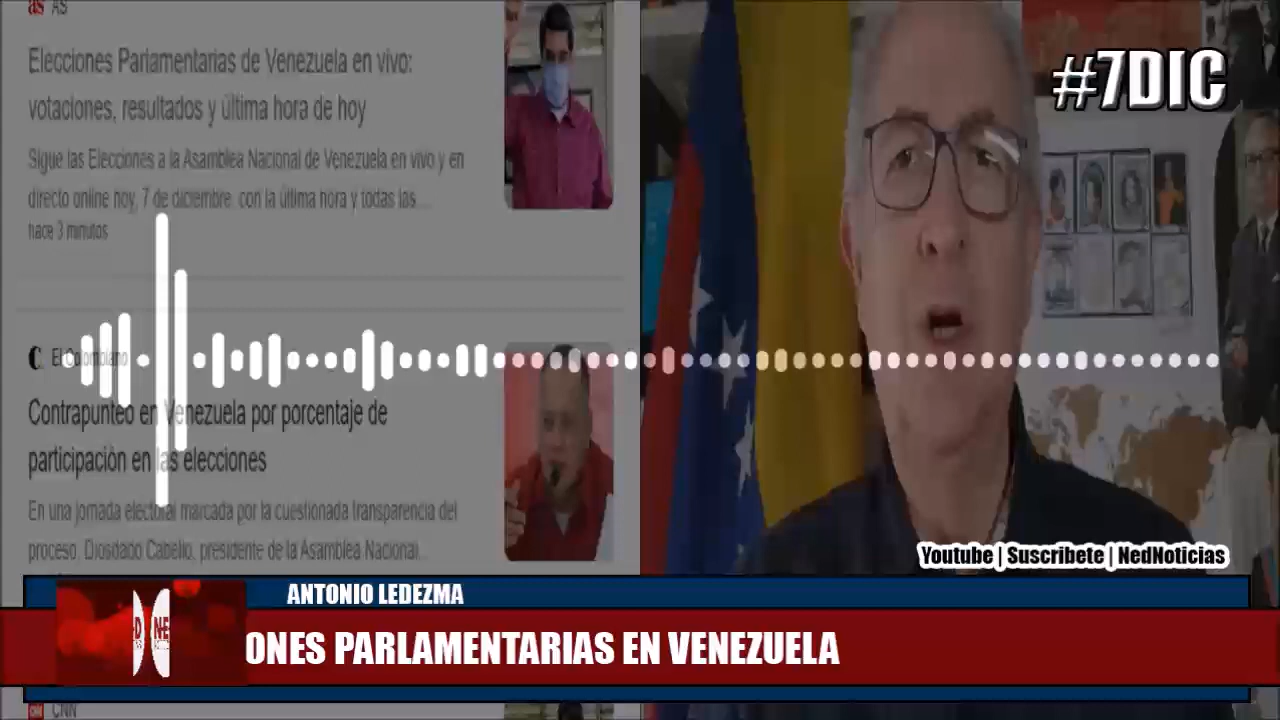 AS
Elecciones Parlamentarias de Venezuela en vivo:
votaciones, resultados y última hora de hoy
Sigue las Elecciones a la Asamblea Nacional de Venezuela en vivo y en
directo online hoy, 7 de diciembre, con la última hora y todas las...
hace 3 minutos
El Colombiano
Contrapunteo en Venezuela por porcentaje de
participación en las elecciones
En una jornada electoral marcada por la cuestionada transparencia del
proceso, Diosdado Cabello, presidente de la Asamblea Nacional...
CNN
#7DIC
Youtube | Suscribete | NedNoticias
ANTONIO LEDEZMA
ONES PARLAMENTARIAS EN VENEZUELA